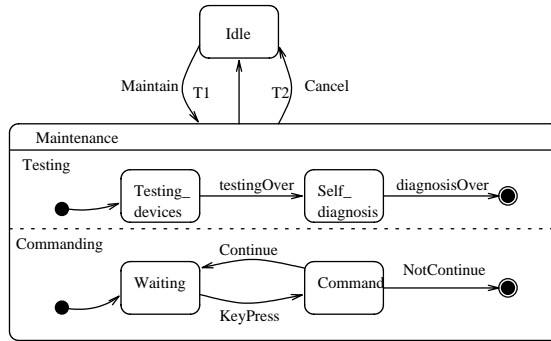 Idle
Maintain
T1
T2
Cancel
Maintenance
Testing
Testing_
devices
testingOver
Self_
diagnosis
diagnosisOver
Commanding
Waiting
Continue
KeyPress
Command
NotContinue